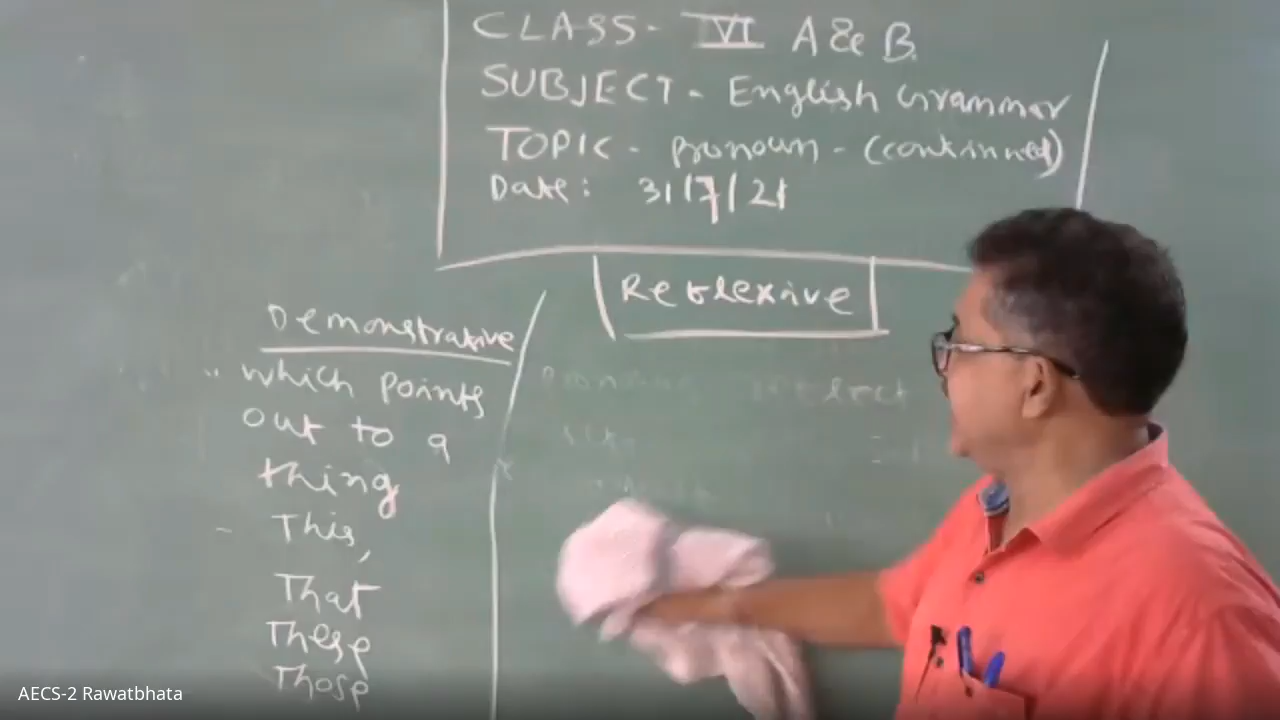 CLASS - VI A & B.
SUBJECT - English Grammar
TOPIC - Pronoun - (continued)
Date: 31/7/21
Reflexive
Demonstrative
which points
out to a
thing
- This,
That
These
Those
AECS-2 Rawatbhata